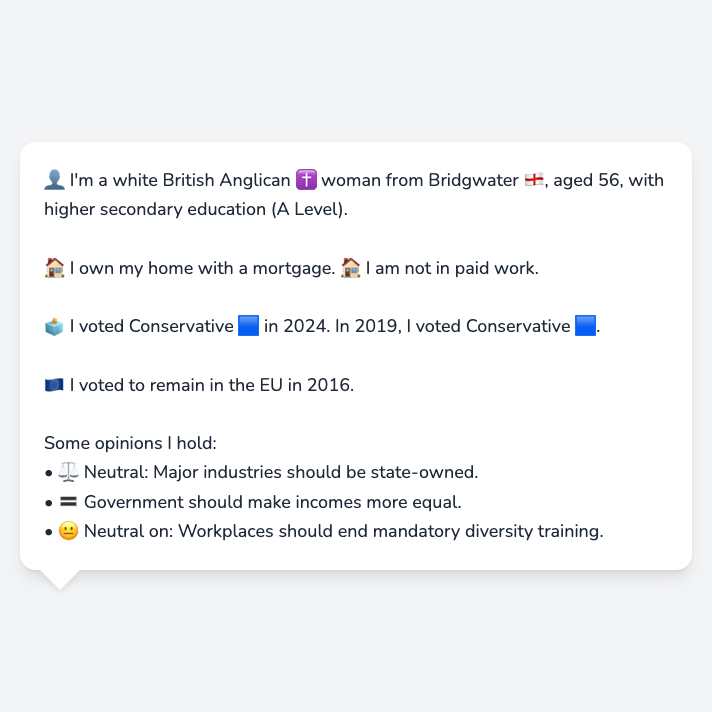 👤 I'm a white British Anglican ✝️ woman from Bridgwater 🏴󠁧󠁢󠁥󠁮󠁧󠁿, aged 56, with
higher secondary education (A Level).
🏠 I own my home with a mortgage. 🏠 I am not in paid work.
🗳️ I voted Conservative 🟦 in 2024. In 2019, I voted Conservative 🟦.
🇪🇺 I voted to remain in the EU in 2016.
Some opinions I hold:
• ⚖️ Neutral: Major industries should be state-owned.
• 🟰 Government should make incomes more equal.
• 😐 Neutral on: Workplaces should end mandatory diversity training.